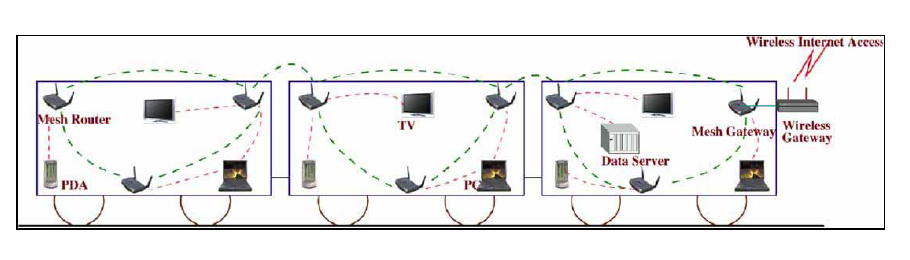 Wireless Internet Access
Mesh Router
TV
Mesh Gateway
Wireless
Gateway
Data Server
PDA
PC